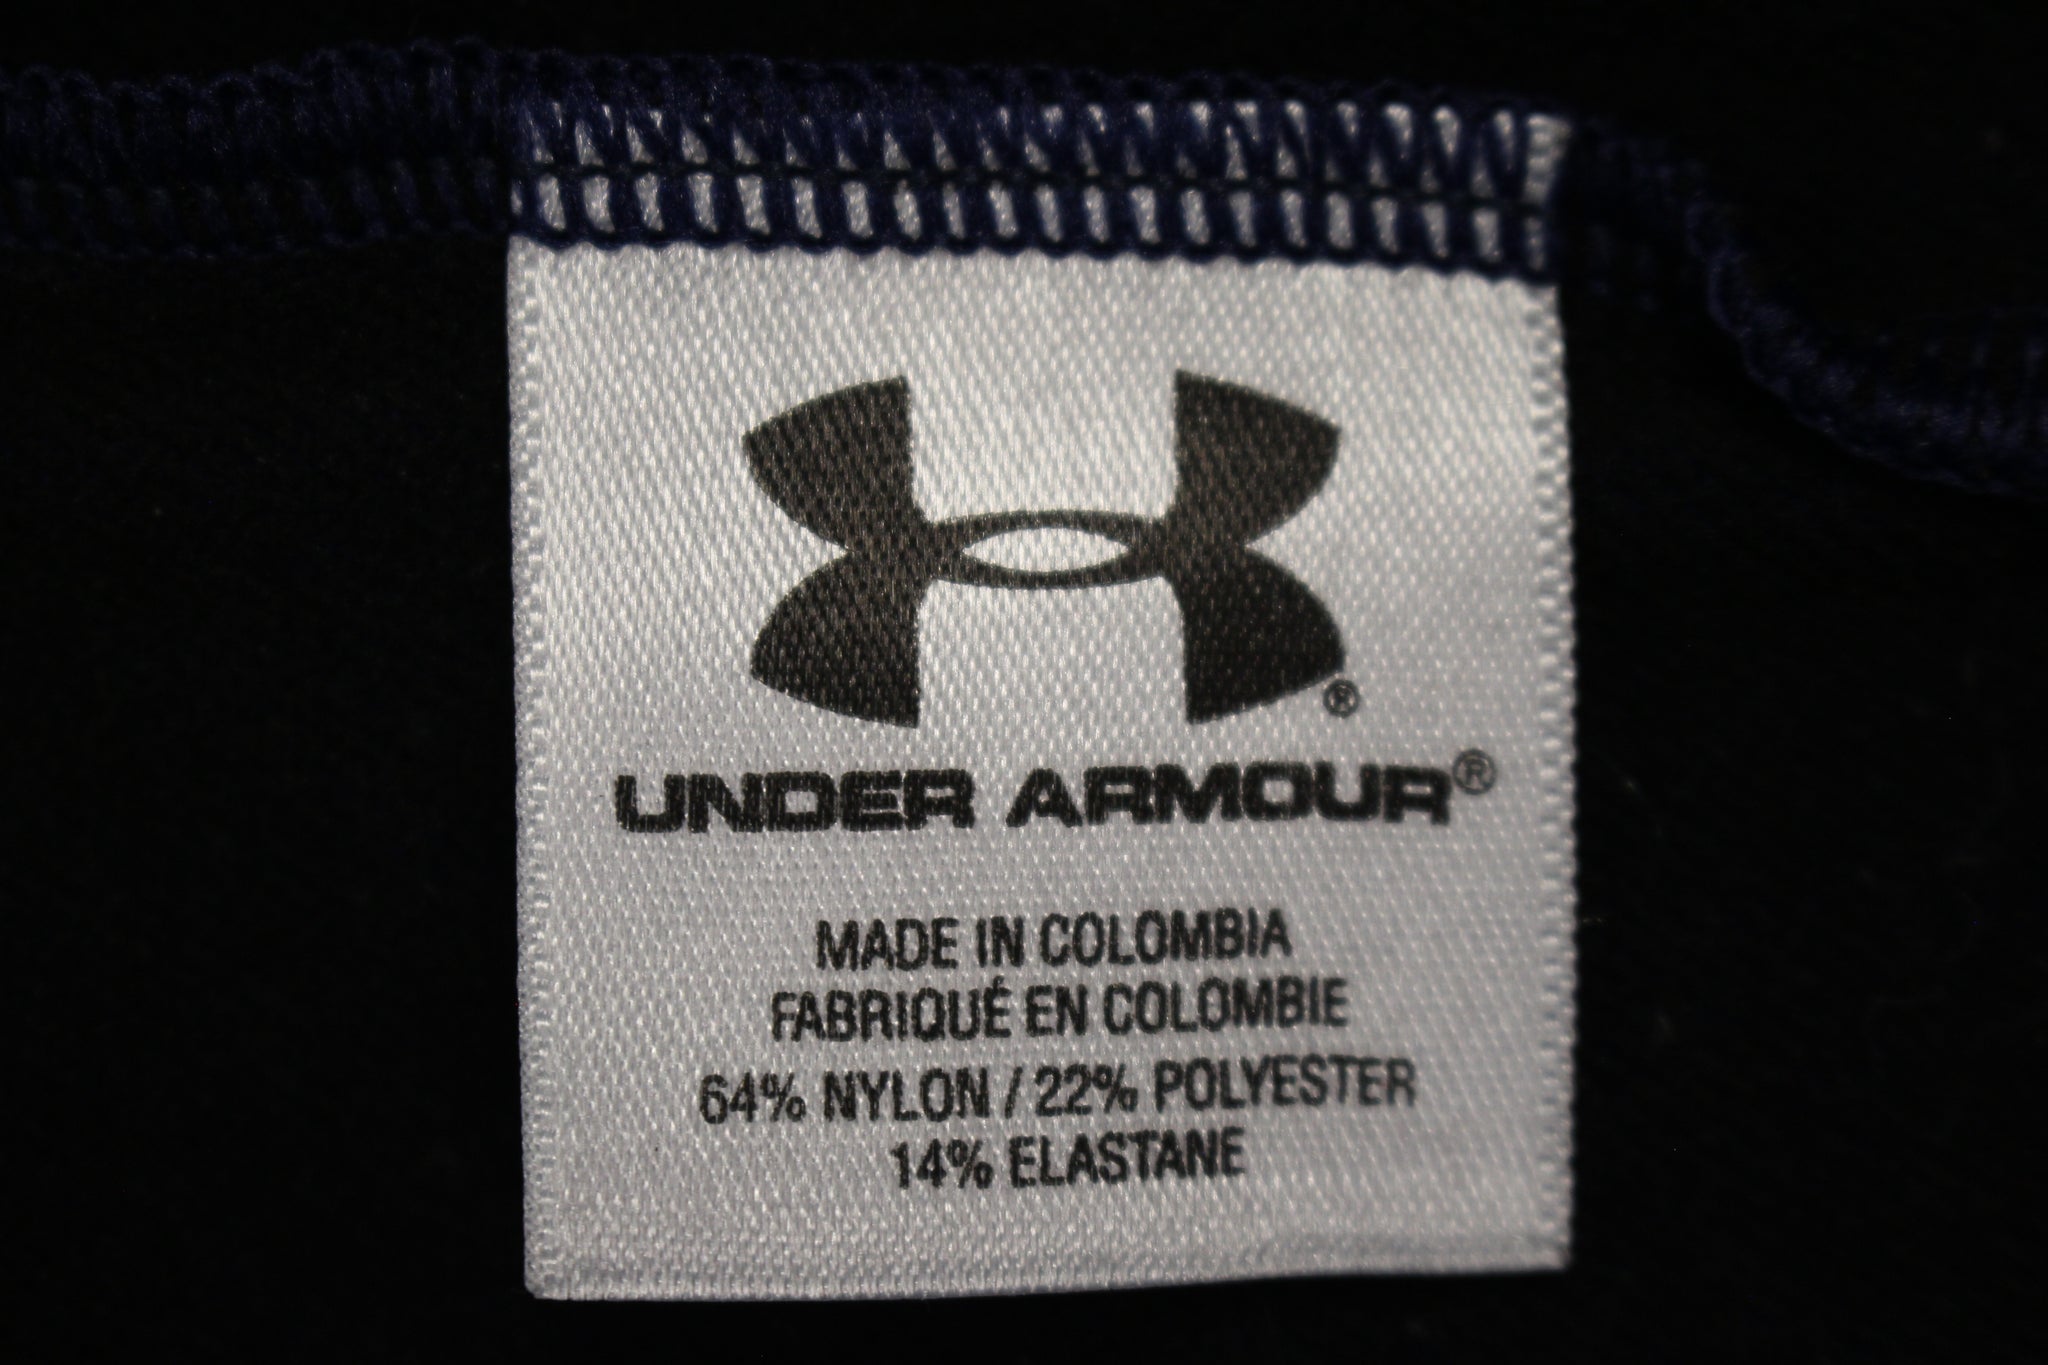 ®
UNDER ARMOUR®
MADE IN COLOMBIA
FABRIQUÉ EN COLOMBIE
64% NYLON / 22% POLYESTER
14% ELASTANE